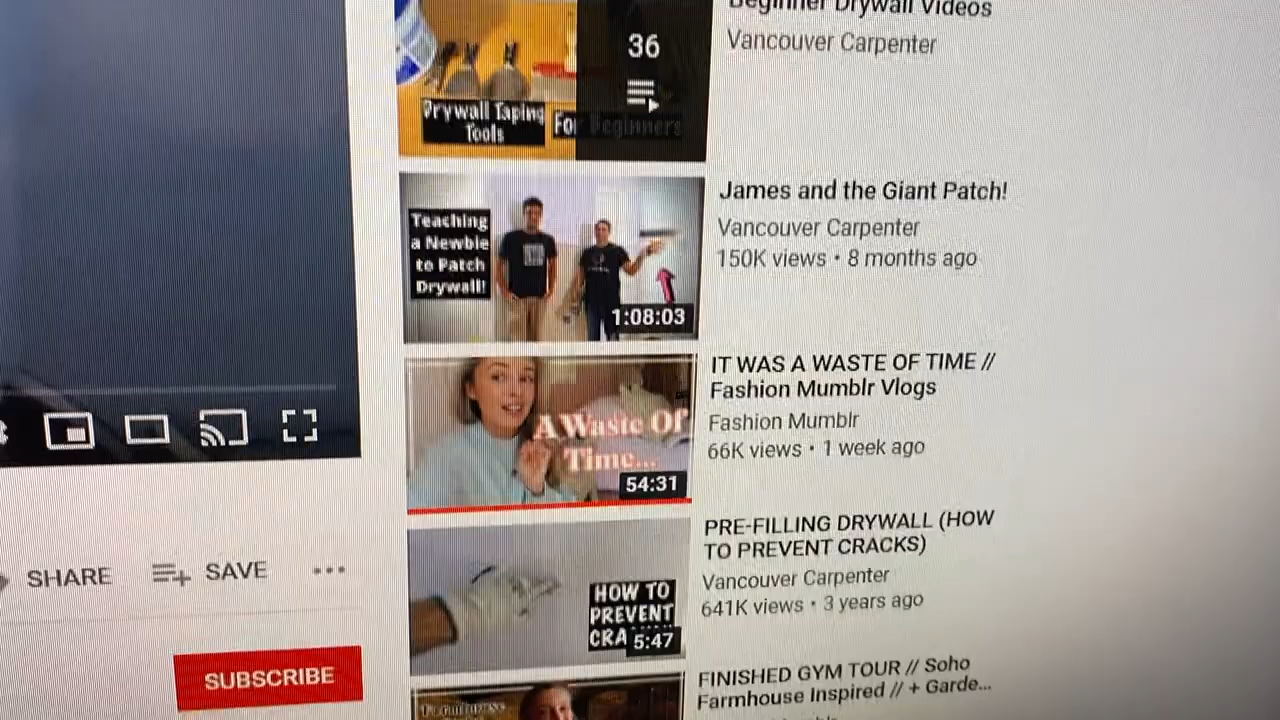 Beginner Drywall Videos
Vancouver Carpenter
36
Drywall Taping
Tools
For Beginners
James and the Giant Patch!
Vancouver Carpenter
150K views • 8 months ago
Teaching
a Newbie
to Patch
Drywall!
1:08:03
IT WAS A WASTE OF TIME //
Fashion Mumblr Vlogs
Fashion Mumblr
66K views • 1 week ago
A Waste Of
Time...
54:31
PRE-FILLING DRYWALL (HOW
TO PREVENT CRACKS)
Vancouver Carpenter
641K views • 3 years ago
HOW TO
PREVENT
CRA
5:47
SHARE
SAVE
SUBSCRIBE
FINISHED GYM TOUR // Soho
Farmhouse Inspired // + Garde...